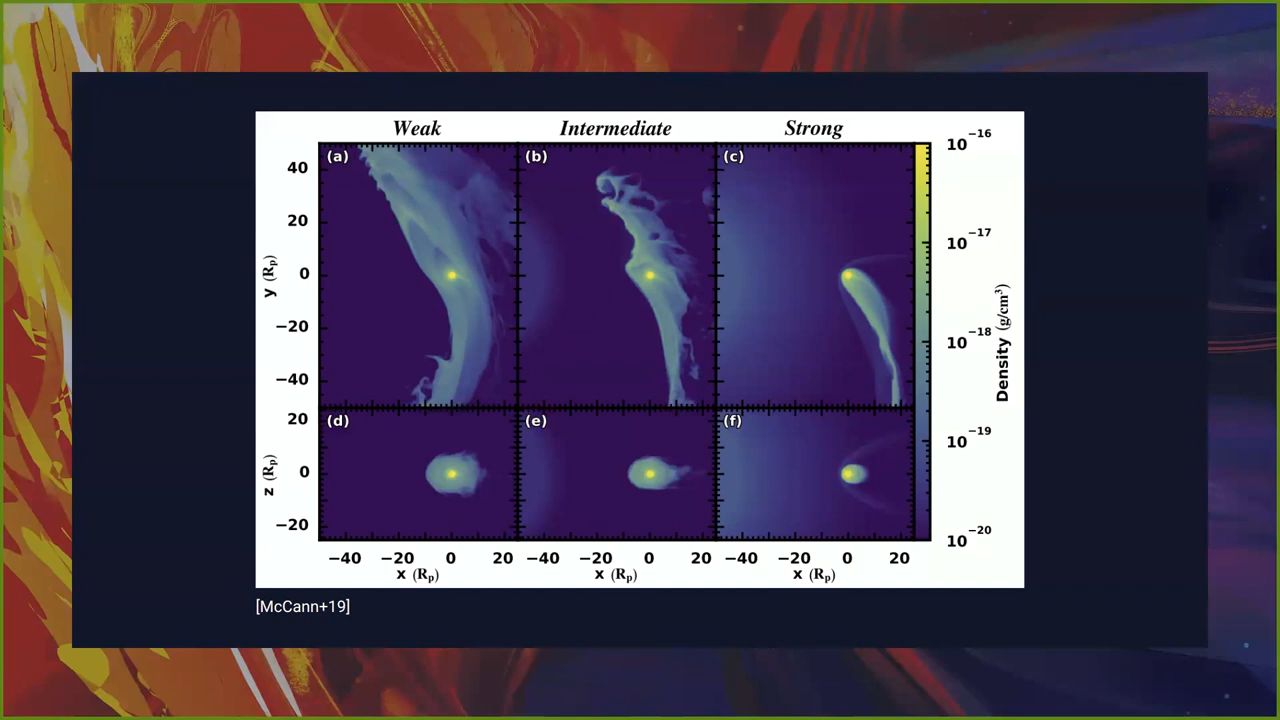 Weak Intermediate Strong
(a) (b) (c)
10^-16
40
20
0
−20
−40
y (Rp)
10^-17
10^-18
10^-19
10^-20
Density (g/cm^3)
(d) (e) (f)
20
0
−20
z (Rp)
−40 −20 0 20 −40 −20 0 20 −40 −20 0 20
x (Rp) x (Rp) x (Rp)
[McCann+19]